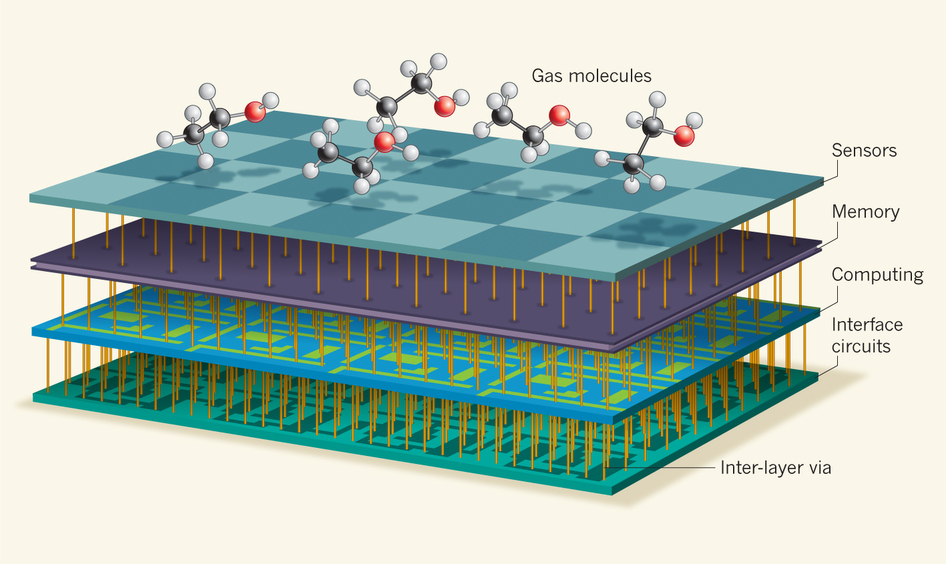 Gas molecules
Sensors
Memory
Computing
Interface
circuits
Inter-layer via